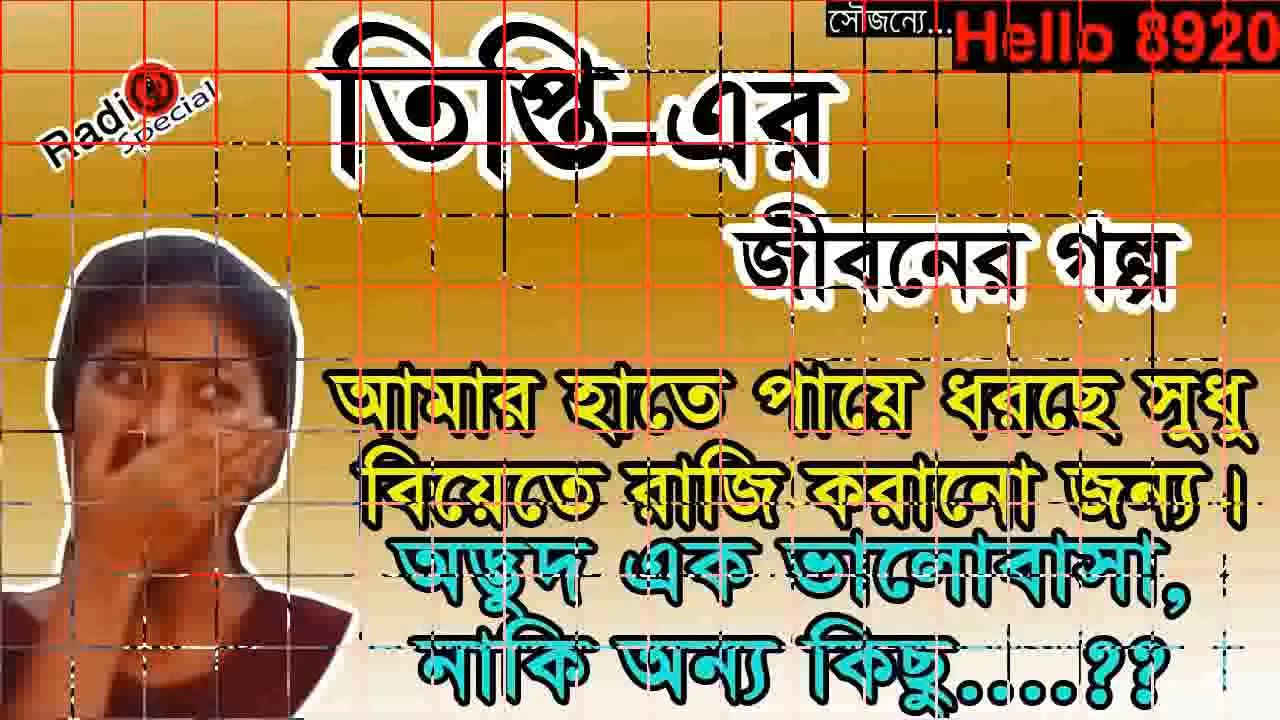 সৌজন্যে... Hello 8920
Radio Special
তিপ্তি-এর
জীবনের গল্প
আমার হাতে পায়ে ধরছে সুধু
বিয়েতে রাজি করানো জন্য।
অদ্ভুদ এক ভালোবাসা,
নাকি অন্য কিছু....??